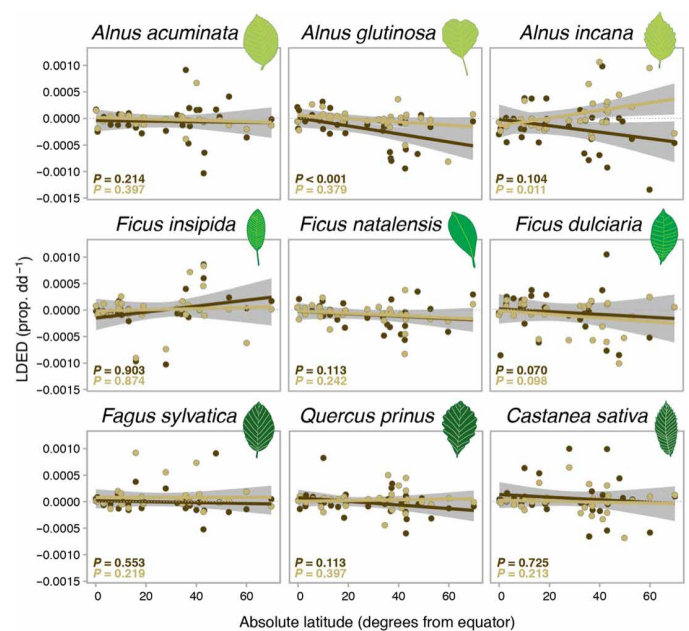 Alnus acuminata Alnus glutinosa Alnus incana
0.0010
0.0005
0.0000
−0.0005
−0.0010
−0.0015
P = 0.214 P < 0.001 P = 0.104
P = 0.397 P = 0.379 P = 0.011
Ficus insipida Ficus natalensis Ficus dulciaria
0.0010
0.0005
0.0000
−0.0005
−0.0010
−0.0015
P = 0.903 P = 0.113 P = 0.070
P = 0.874 P = 0.242 P = 0.098
LDED (prop. dd⁻¹)
Fagus sylvatica Quercus prinus Castanea sativa
0.0010
0.0005
0.0000
−0.0005
−0.0010
−0.0015
P = 0.553 P = 0.113 P = 0.725
P = 0.219 P = 0.397 P = 0.213
0 20 40 60 0 20 40 60 0 20 40 60
Absolute latitude (degrees from equator)